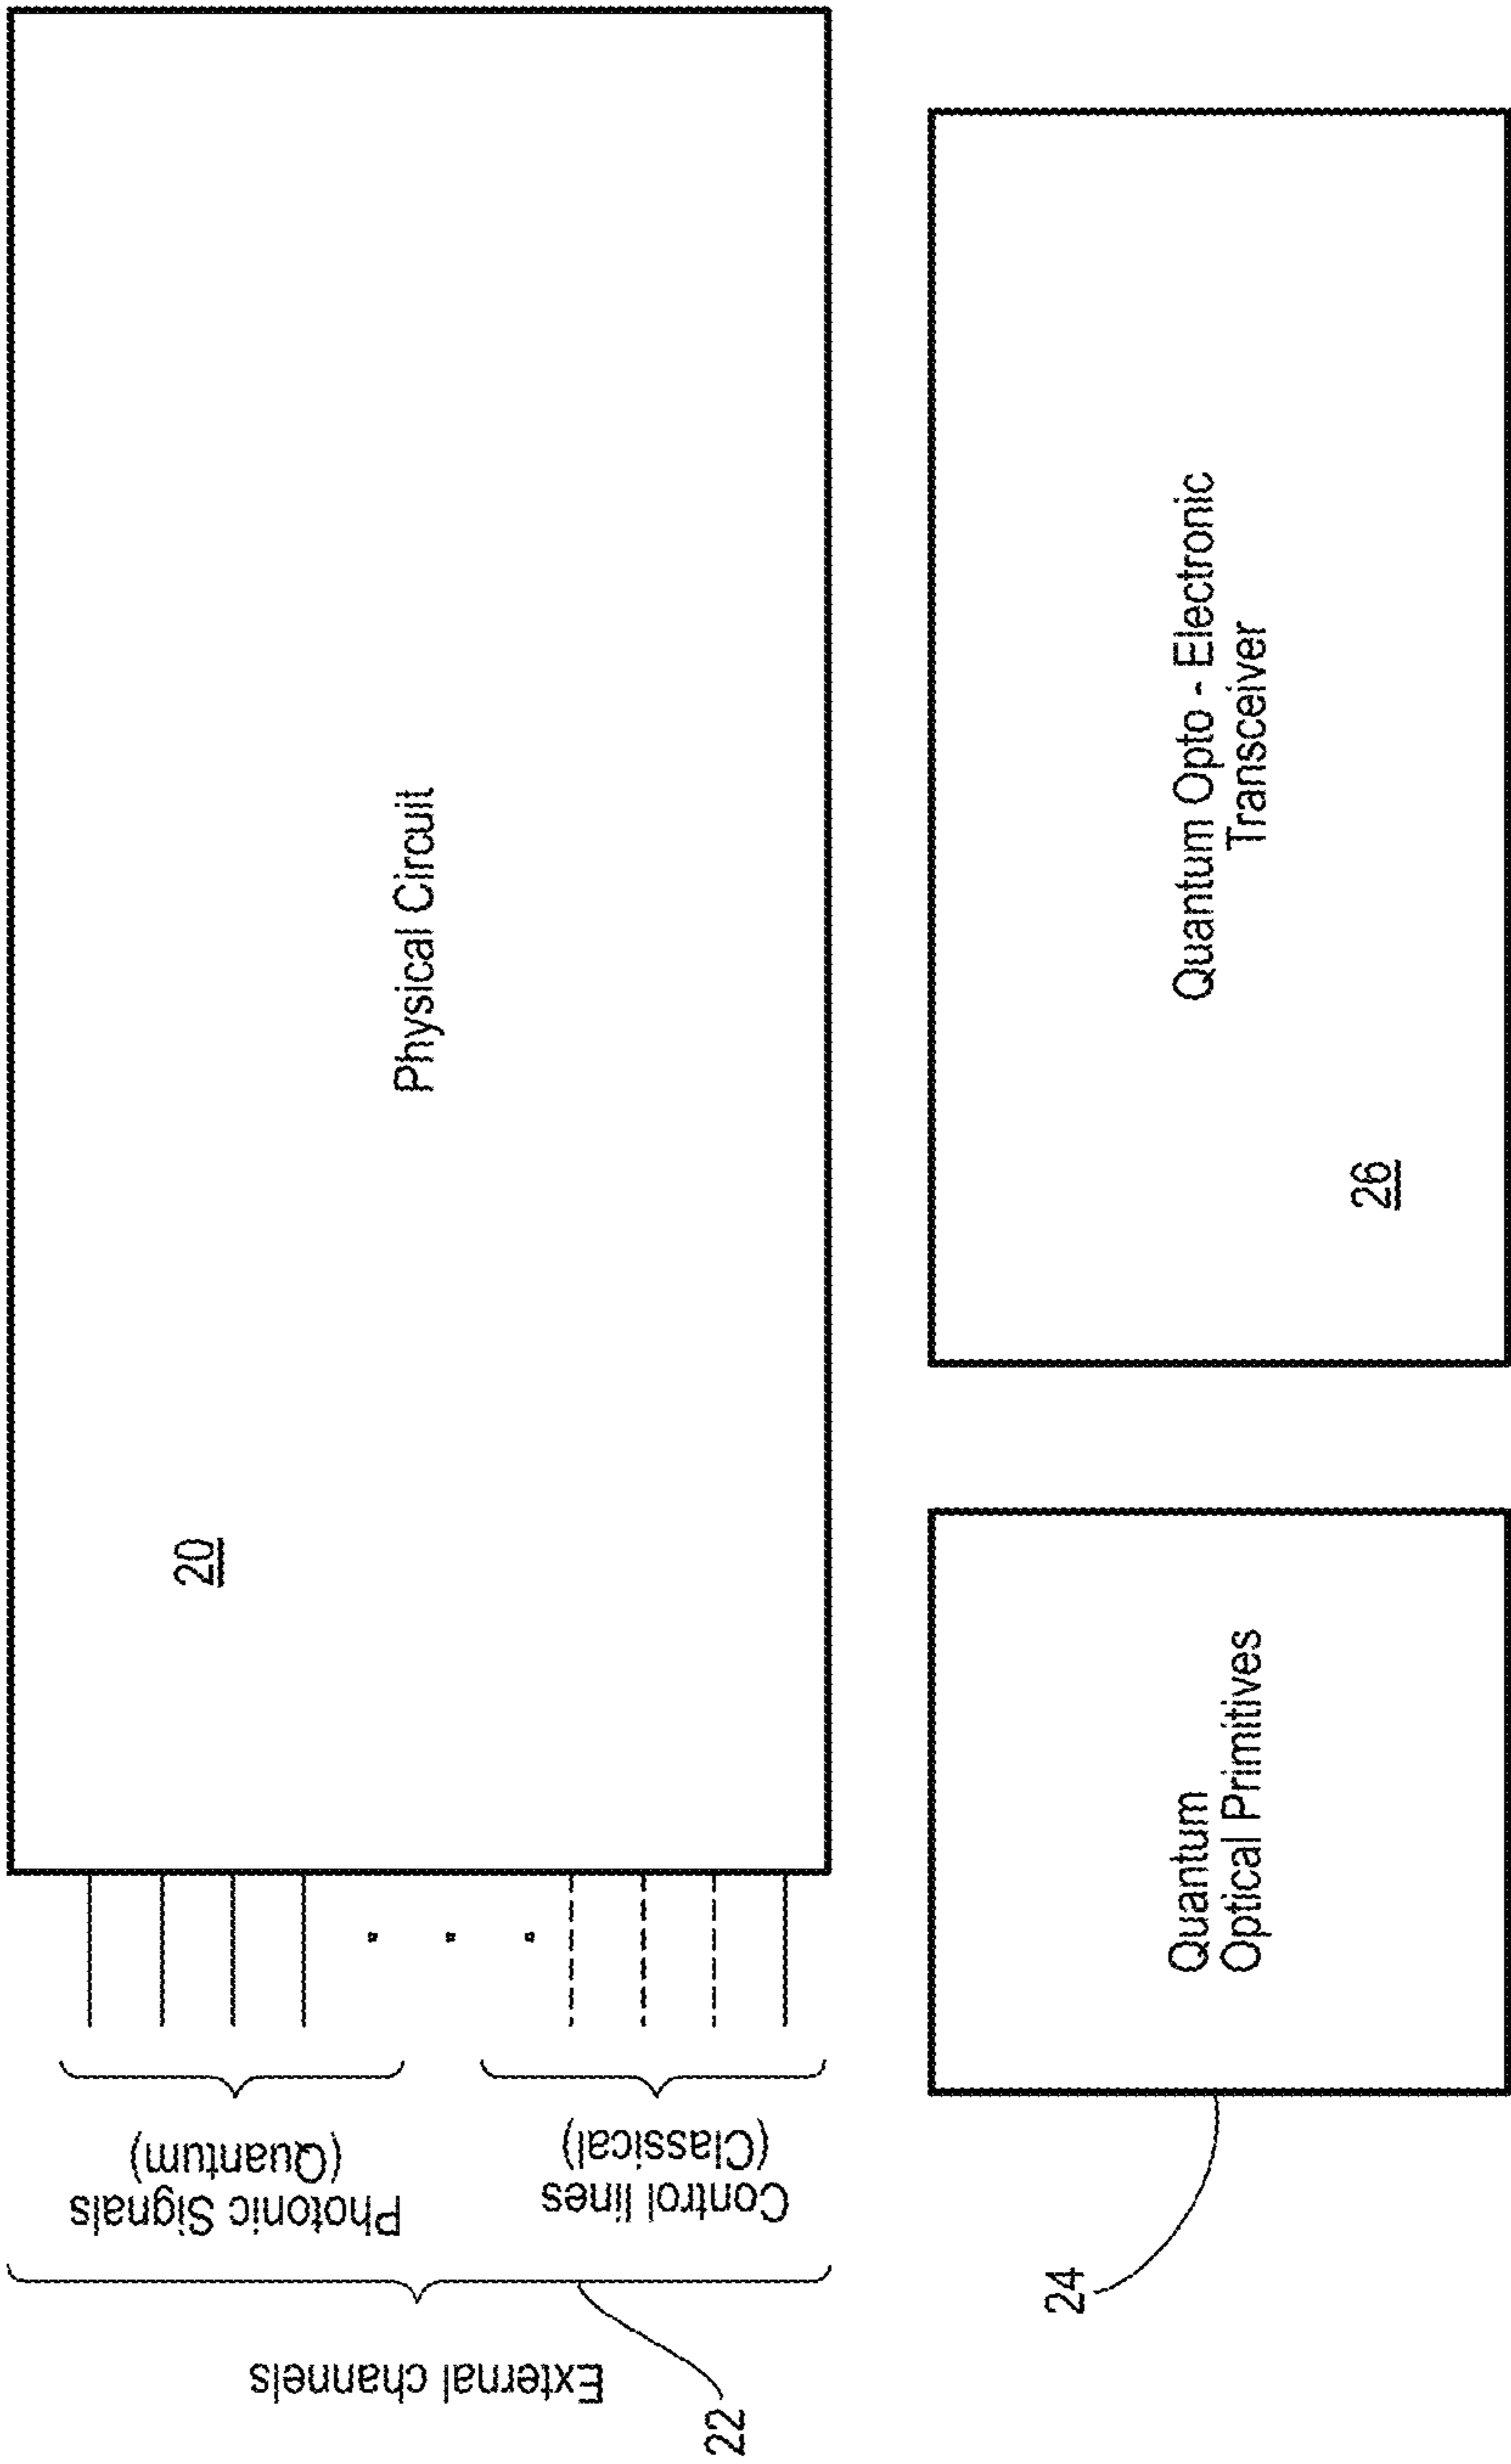 External channels
22
Photonic Signals
(Quantum)
Control lines
(Classical)
20
Physical Circuit
24
Quantum
Optical Primitives
26
Quantum Opto - Electronic
Transceiver